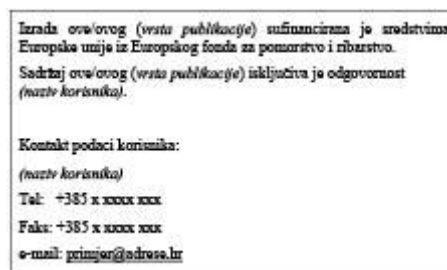 Izrada ove/ovog (vrsta publikacije) sufinancirana je sredstvima
Europske unije iz Europskog fonda za pomorstvo i ribarstvo.
Sadržaj ove/ovog (vrsta publikacije) isključiva je odgovornost
(naziv korisnika).
Kontakt podaci korisnika:
(naziv korisnika)
Tel: +385 x xxxx xxx
Faks: +385 x xxxx xxx
e-mail: primjer@adrese.hr